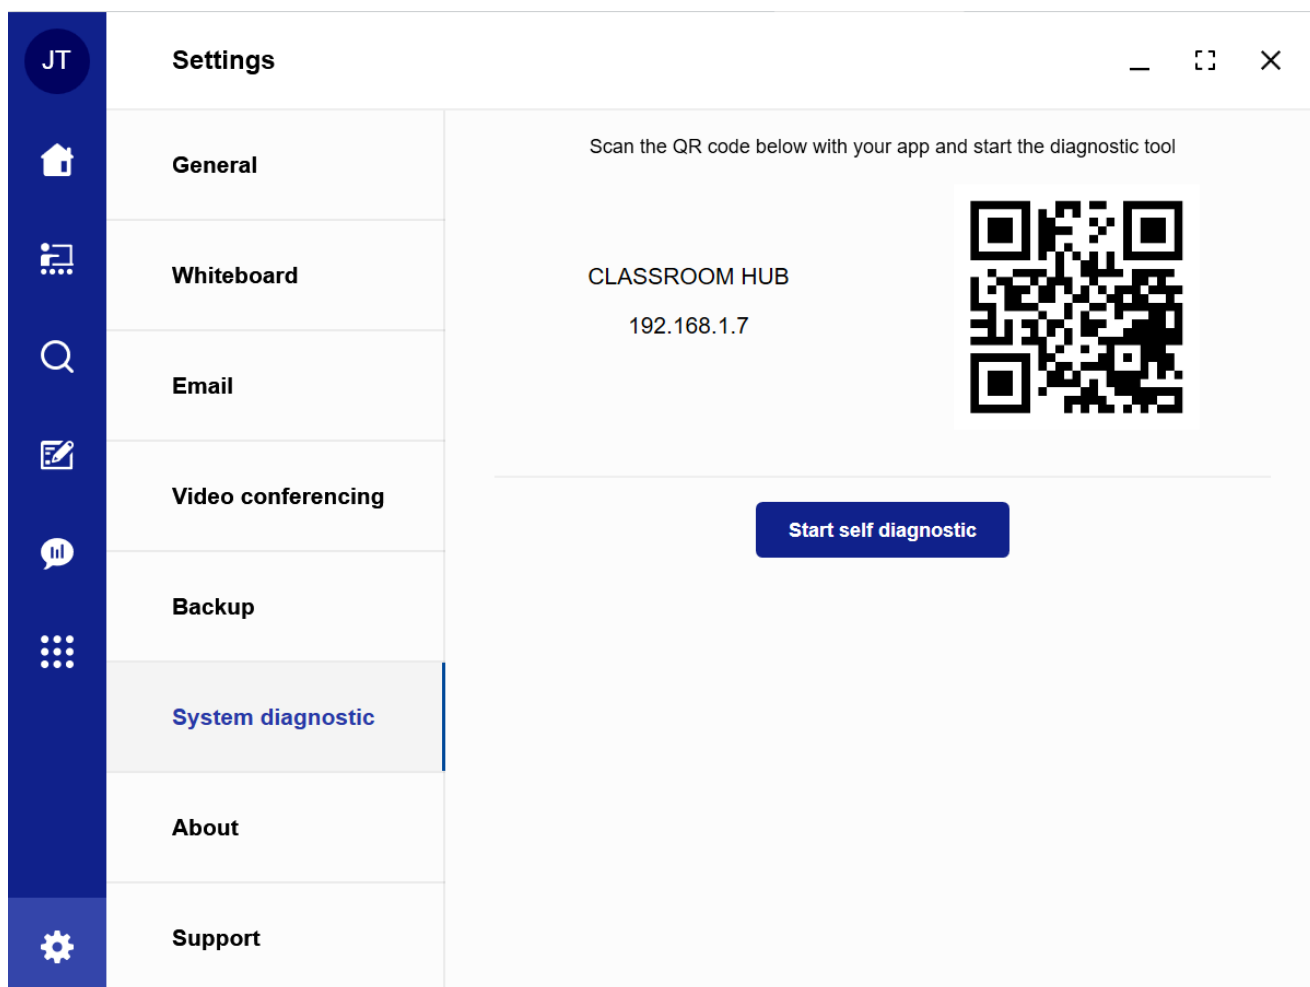 JT
Settings
General
Whiteboard
Email
Video conferencing
Backup
System diagnostic
About
Support
Scan the QR code below with your app and start the diagnostic tool
CLASSROOM HUB
192.168.1.7
Start self diagnostic